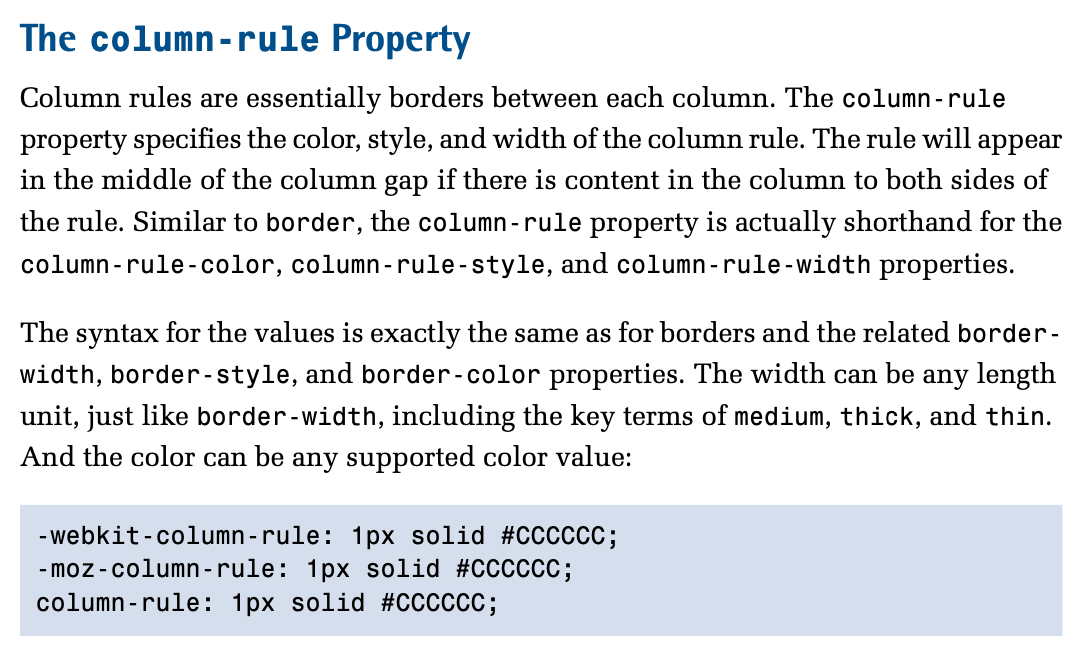 The column-rule Property
Column rules are essentially borders between each column. The column-rule
property specifies the color, style, and width of the column rule. The rule will appear
in the middle of the column gap if there is content in the column to both sides of
the rule. Similar to border, the column-rule property is actually shorthand for the
column-rule-color, column-rule-style, and column-rule-width properties.
The syntax for the values is exactly the same as for borders and the related border-
width, border-style, and border-color properties. The width can be any length
unit, just like border-width, including the key terms of medium, thick, and thin.
And the color can be any supported color value:
-webkit-column-rule: 1px solid #CCCCCC;
-moz-column-rule: 1px solid #CCCCCC;
column-rule: 1px solid #CCCCCC;